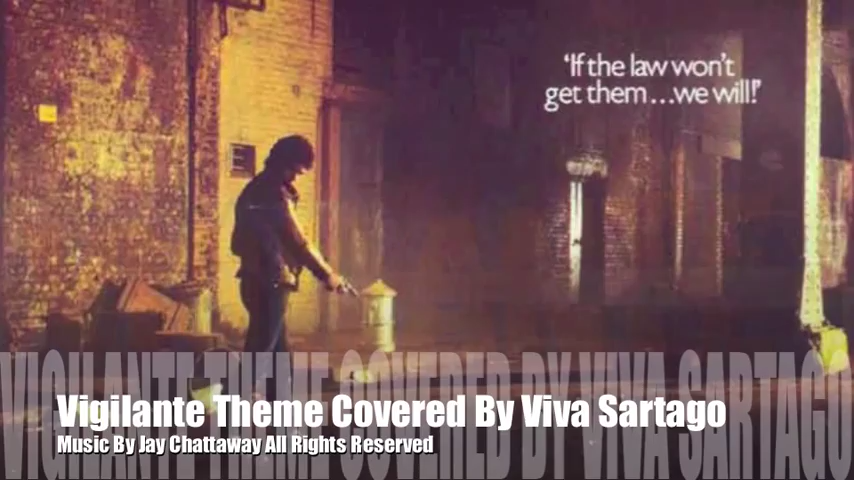 ‘If the law won’t
get them...we will!’
VIGILANTE THEME COVERED BY VIVA SARTAGO
Vigilante Theme Covered By Viva Sartago
Music By Jay Chattaway All Rights Reserved